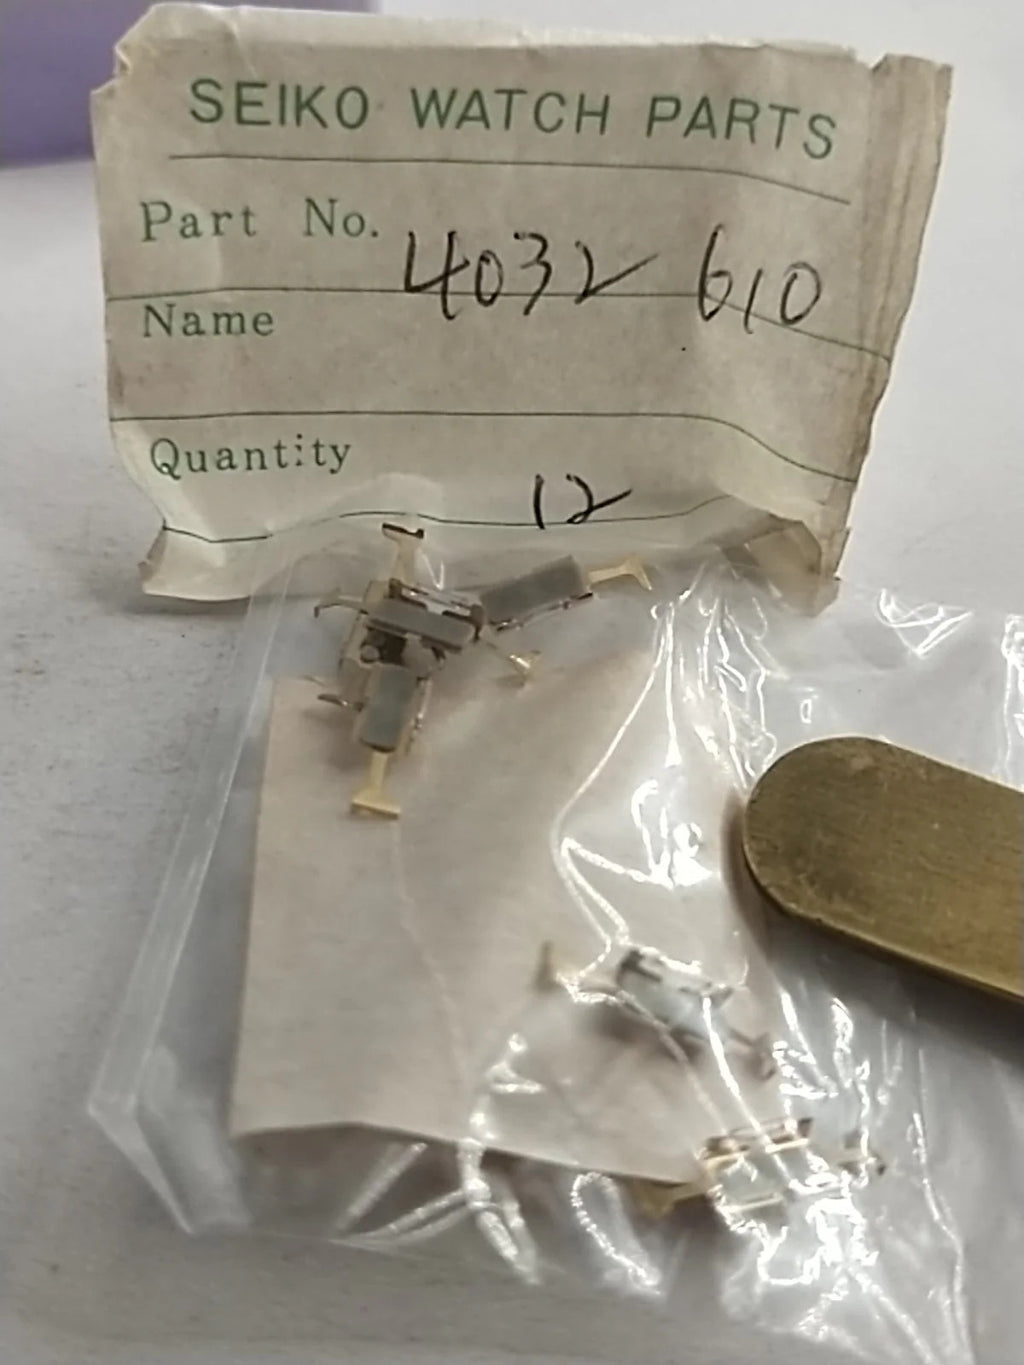 SEIKO WATCH PARTS
Part No. 4032 610
Name
Quantity 12